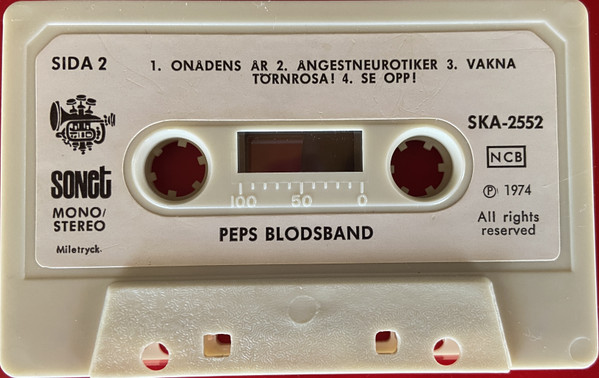 SIDA 2
1. ONÅDENS ÅR 2. ÅNGESTNEUROTIKER 3. VAKNA
TÖRNROSA! 4. SE OPP!
SKA-2552
NCB
sonet
MONO/
STEREO
Ⓟ 1974
100 50 0
All rights
reserved
PEPS BLODSBAND
Miletryck.